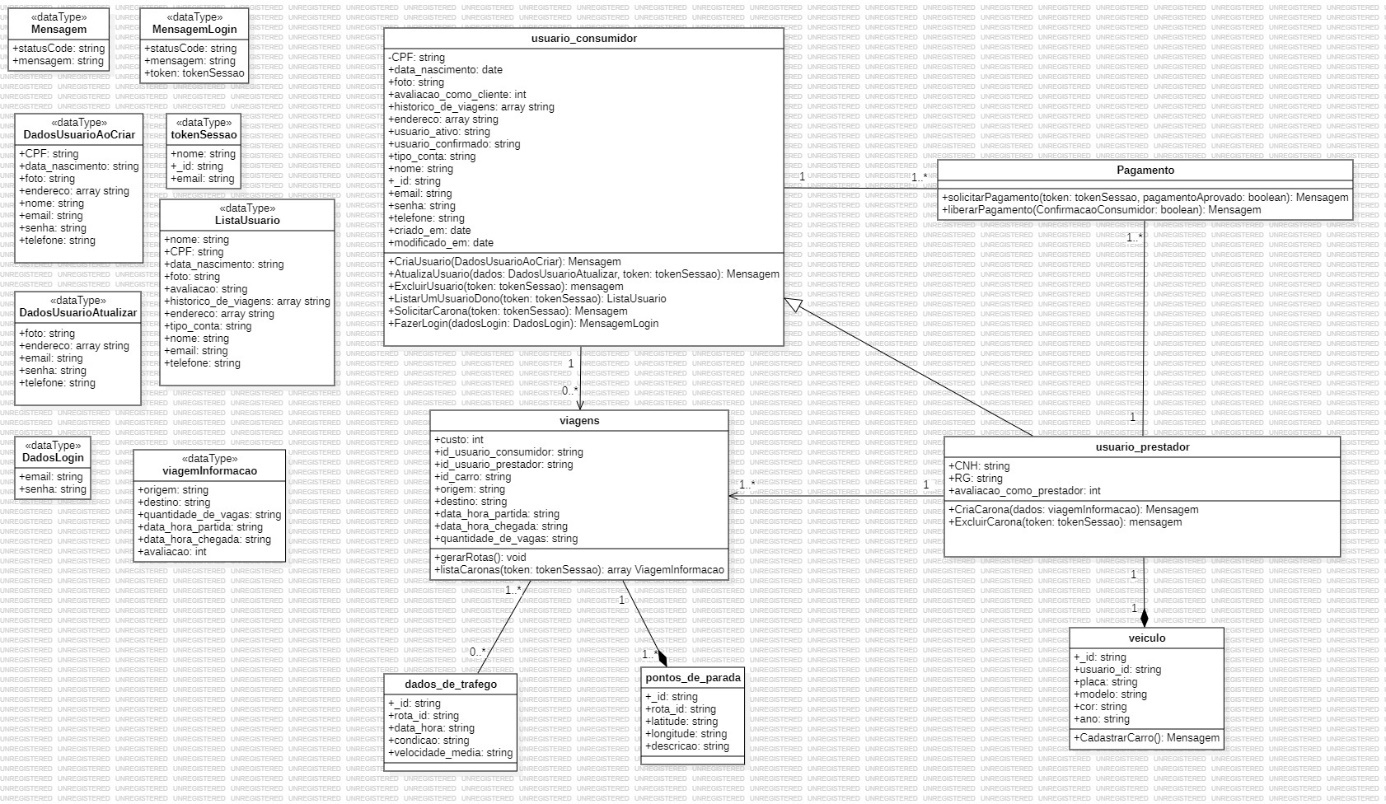 «dataType»
Mensagem
+statusCode: string
+mensagem: string
«dataType»
MensagemLogin
+statusCode: string
+mensagem: string
+token: tokenSessao
«dataType»
DadosUsuarioAoCriar
+CPF: string
+data_nascimento: string
+foto: string
+endereco: array string
+nome: string
+email: string
+senha: string
+telefone: string
«dataType»
tokenSessao
+nome: string
+_id: string
+email: string
«dataType»
ListaUsuario
+nome: string
+CPF: string
+data_nascimento: string
+foto: string
+avaliacao: string
+historico_de_viagens: array string
+endereco: array string
+tipo_conta: string
+nome: string
+email: string
+telefone: string
«dataType»
DadosUsuarioAtualizar
+foto: string
+endereco: array string
+email: string
+senha: string
+telefone: string
«dataType»
DadosLogin
+email: string
+senha: string
«dataType»
viagemInformacao
+origem: string
+destino: string
+quantidade_de_vagas: string
+data_hora_partida: string
+data_hora_chegada: string
+avaliacao: int
usuario_consumidor
-CPF: string
+data_nascimento: date
+foto: string
+avaliacao_como_cliente: int
+historico_de_viagens: array string
+endereco: array string
+usuario_ativo: string
+usuario_confirmado: string
+tipo_conta: string
+nome: string
+_id: string
+email: string
+senha: string
+telefone: string
+criado_em: date
+modificado_em: date
+CriaUsuario(DadosUsuarioAoCriar): Mensagem
+AtualizaUsuario(dados: DadosUsuarioAtualizar, token: tokenSessao): Mensagem
+ExcluirUsuario(token: tokenSessao): mensagem
+ListarUmUsuarioDono(token: tokenSessao): ListaUsuario
+SolicitarCarona(token: tokenSessao): Mensagem
+FazerLogin(dadosLogin: DadosLogin): MensagemLogin
1
1..*
Pagamento
+solicitarPagamento(token: tokenSessao, pagamentoAprovado: boolean): Mensagem
+liberarPagamento(ConfirmacaoConsumidor: boolean): Mensagem
1..*
1
1
0..*
viagens
+custo: int
+id_usuario_consumidor: string
+id_usuario_prestador: string
+id_carro: string
+origem: string
+destino: string
+data_hora_partida: string
+data_hora_chegada: string
+quantidade_de_vagas: string
+gerarRotas(): void
+listaCaronas(token: tokenSessao): array ViagemInformacao
1..*
1
usuario_prestador
+CNH: string
+RG: string
+avaliacao_como_prestador: int
+CriaCarona(dados: viagemInformacao): Mensagem
+ExcluirCarona(token: tokenSessao): mensagem
1
1
veiculo
+_id: string
+usuario_id: string
+placa: string
+modelo: string
+cor: string
+ano: string
+CadastrarCarro(): Mensagem
1..*
0..*
dados_de_trafego
+_id: string
+rota_id: string
+data_hora: string
+condicao: string
+velocidade_media: string
1
1..*
pontos_de_parada
+_id: string
+rota_id: string
+latitude: string
+longitude: string
+descricao: string
UNREGISTERED